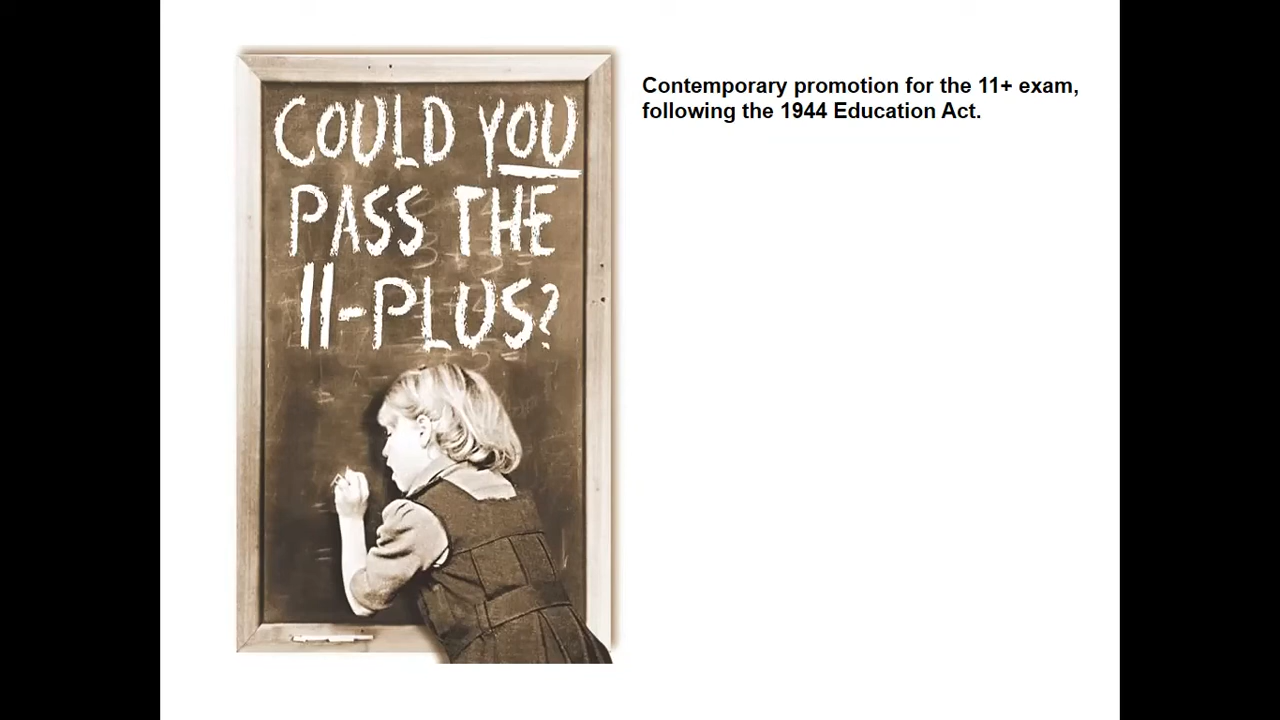 COULD YOU
PASS THE
11-PLUS?
Contemporary promotion for the 11+ exam,
following the 1944 Education Act.